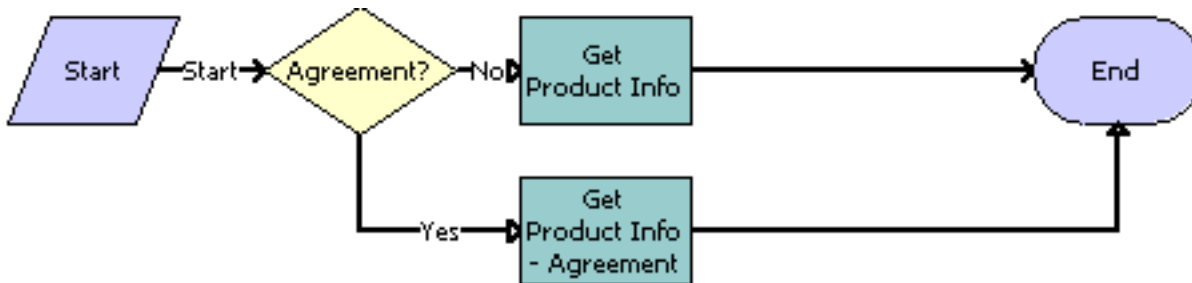 Start
Start
Agreement?
No
Get
Product Info
End
Yes
Get
Product Info
- Agreement